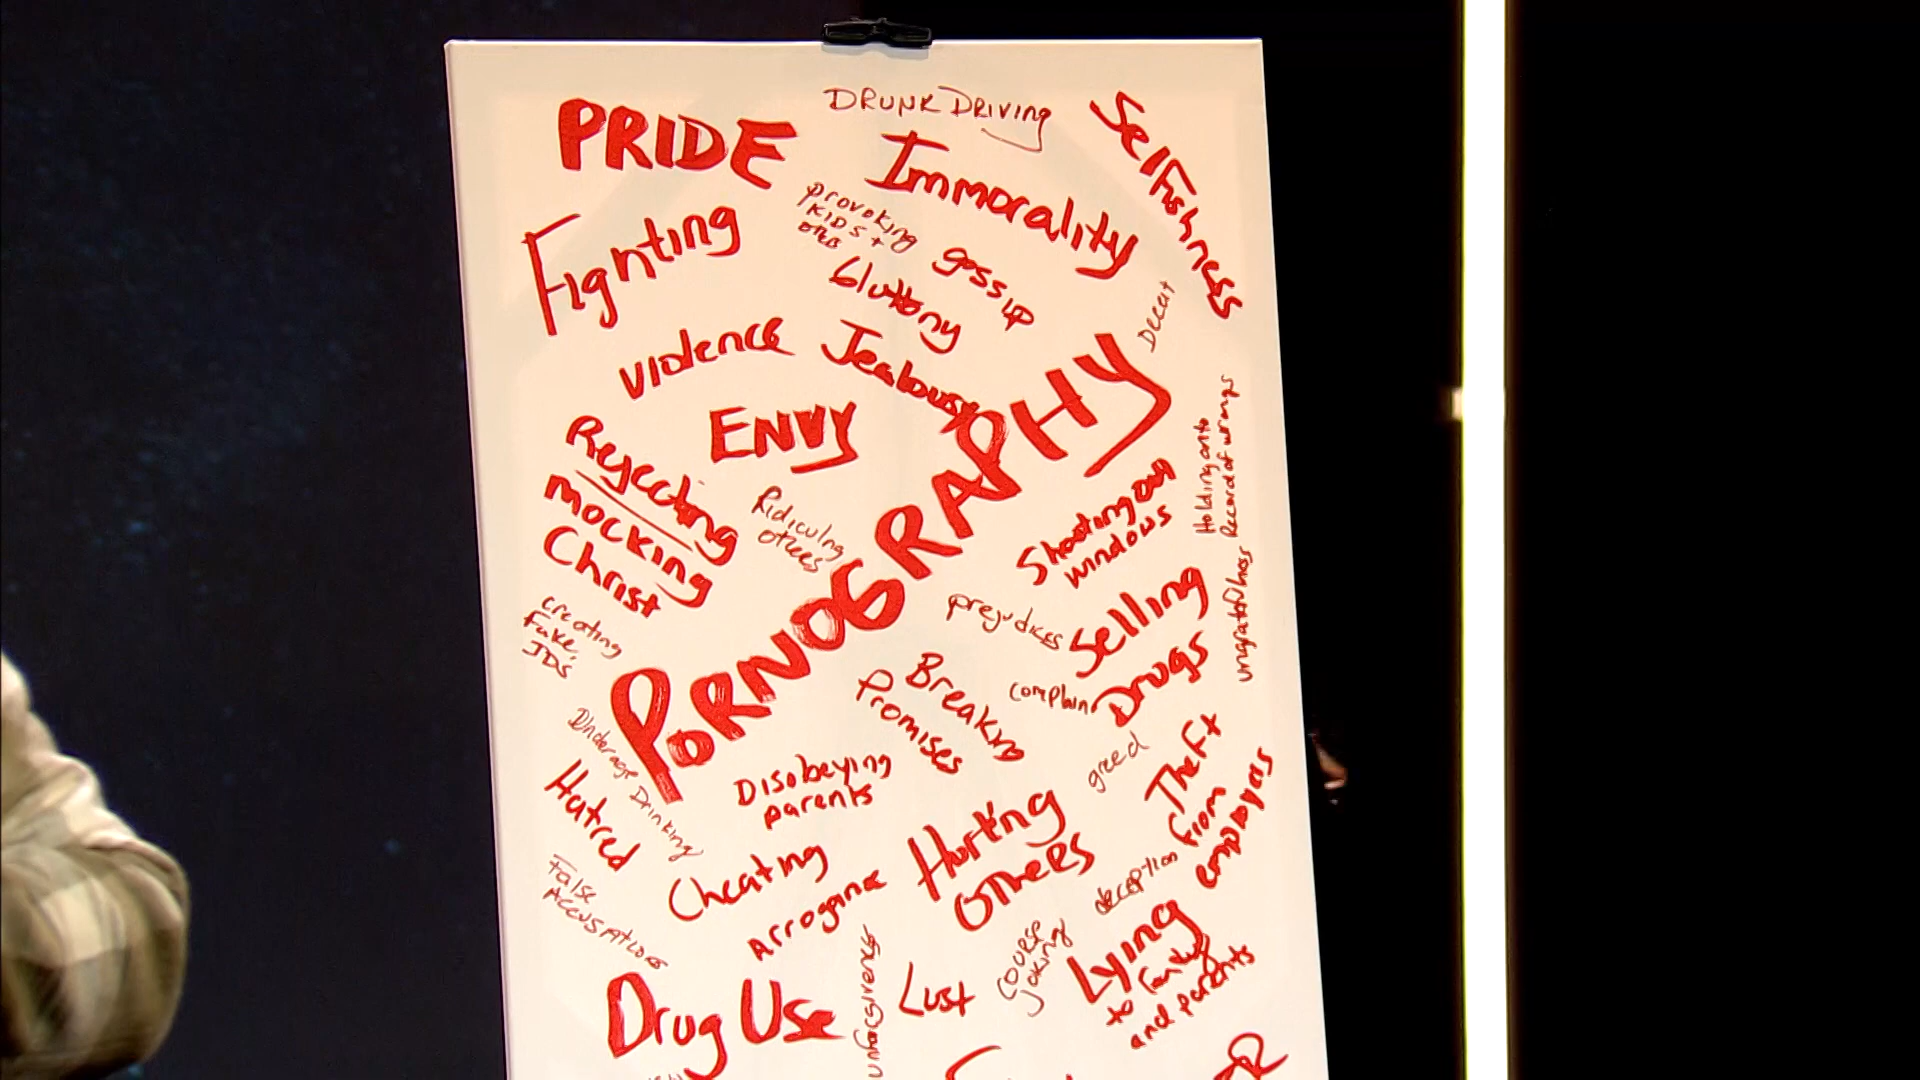 DRUNK DRIVING
PRIDE
Immorality
Selfishness
Fighting
provoking
KIDS +
gossip
Gluttony
Deceit
Violence
Jealousy
ENVY
PORNOGRAPHY
Rejecting
mocking
Christ
Ridiculng
others
Shooting out
windows
Holding onto
Record of wrongs
creating
Fake
IDs
prejudices
Selling
Drugs
Breaking
Promises
complain
Underage Drinking
Hatred
Disobeying
parents
greed
Theft
from
employers
Hurting
others
Cheating
Arrogance
deception
False
Accusations
course
joking
Lying
to family
and parents
Drug Use
unforgiveness
Lust